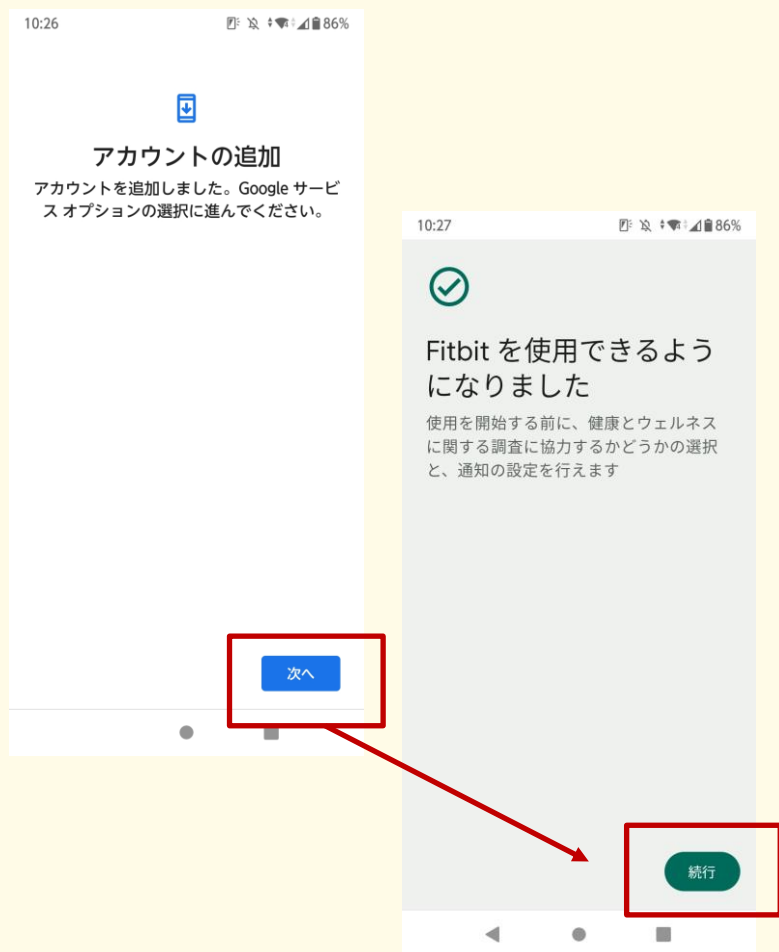 10:26
86%
アカウントの追加
アカウントを追加しました。Google サービ
ス オプションの選択に進んでください。
次へ
10:27
86%
Fitbit を使用できるよう
になりました
使用を開始する前に、健康とウェルネス
に関する調査に協力するかどうかの選択
と、通知の設定を行えます
続行